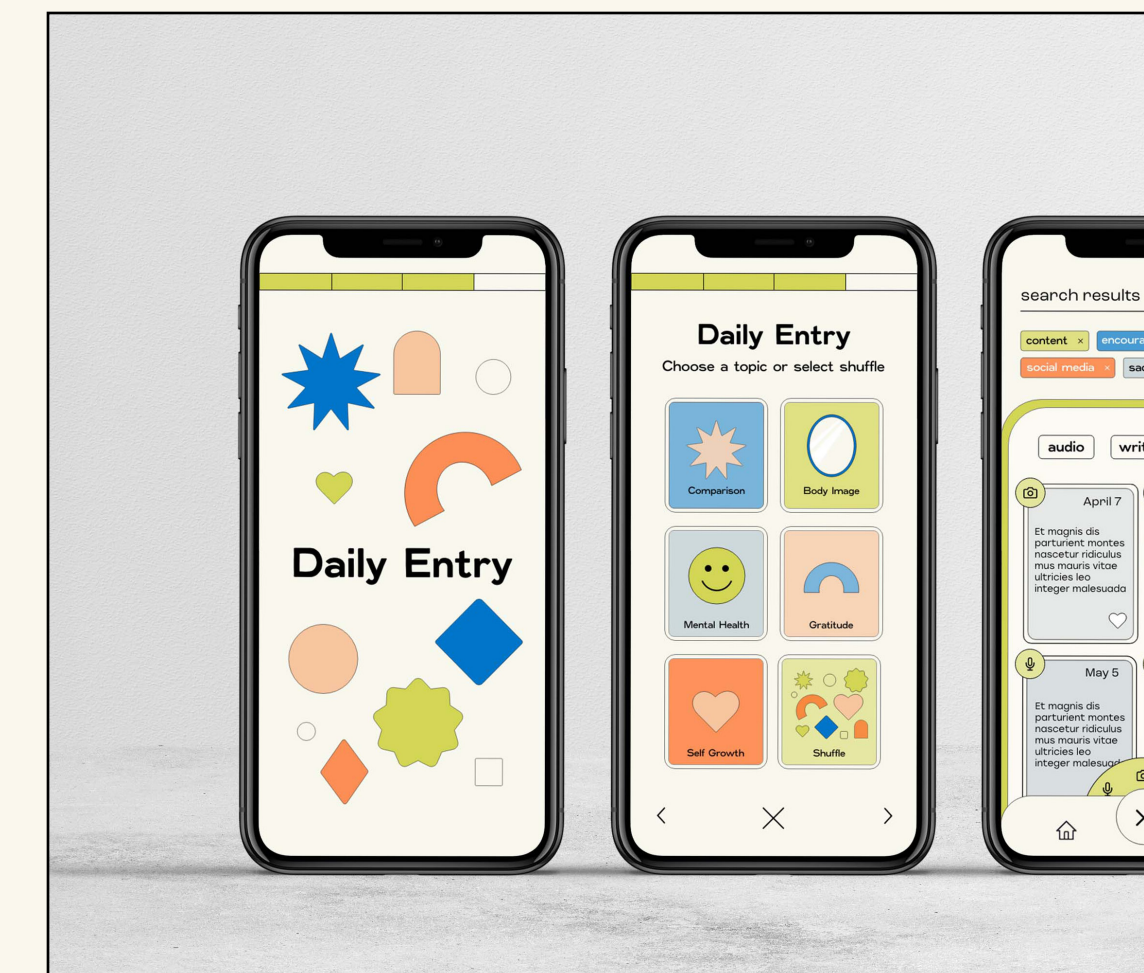 Daily Entry
Daily Entry
Choose a topic or select shuffle
Comparison
Body Image
Mental Health
Gratitude
Self Growth
Shuffle
search results
content ×
social media ×
audio
April 7
Et magnis dis
parturient montes
nascetur ridiculus
mus mauris vitae
ultricies leo
integer malesuada
May 5
Et magnis dis
parturient montes
nascetur ridiculus
mus mauris vitae
ultricies leo
integer